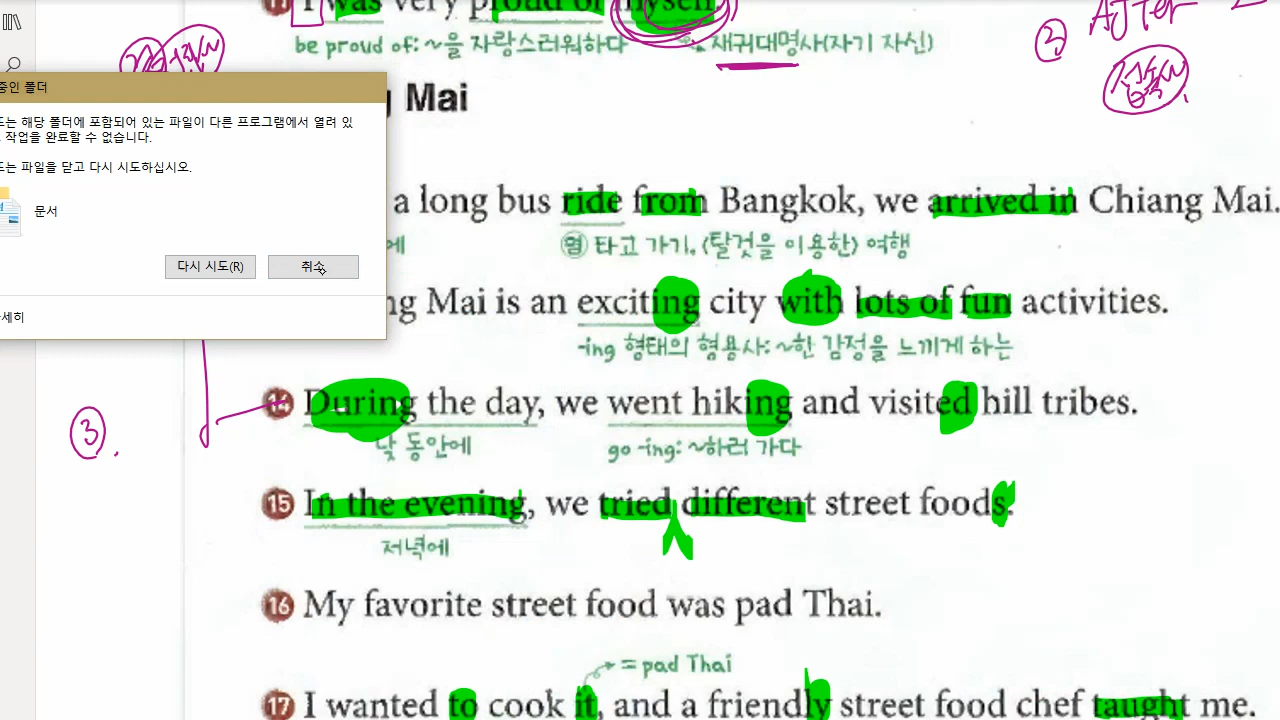 was very proud of myself.
be proud of: ~을 자랑스러워하다 재귀대명사(자기 자신)
② After
접속사
Mai
중인 폴더
또는 해당 폴더에 포함되어 있는 파일이 다른 프로그램에서 열려 있
작업을 완료할 수 없습니다.
또는 파일을 닫고 다시 시도하십시오.
문서
다시 시도(R) 취소
세히
a long bus ride from Bangkok, we arrived in Chiang Mai.
에 명 타고 가기, (탈것을 이용한) 여행
ng Mai is an exciting city with lots of fun activities.
-ing 형태의 형용사: ~한 감정을 느끼게 하는
③.
14 During the day, we went hiking and visited hill tribes.
낮 동안에 go -ing: ~하러 가다
15 In the evening, we tried different street foods.
저녁에
16 My favorite street food was pad Thai.
= pad Thai
17 I wanted to cook it, and a friendly street food chef taught me.